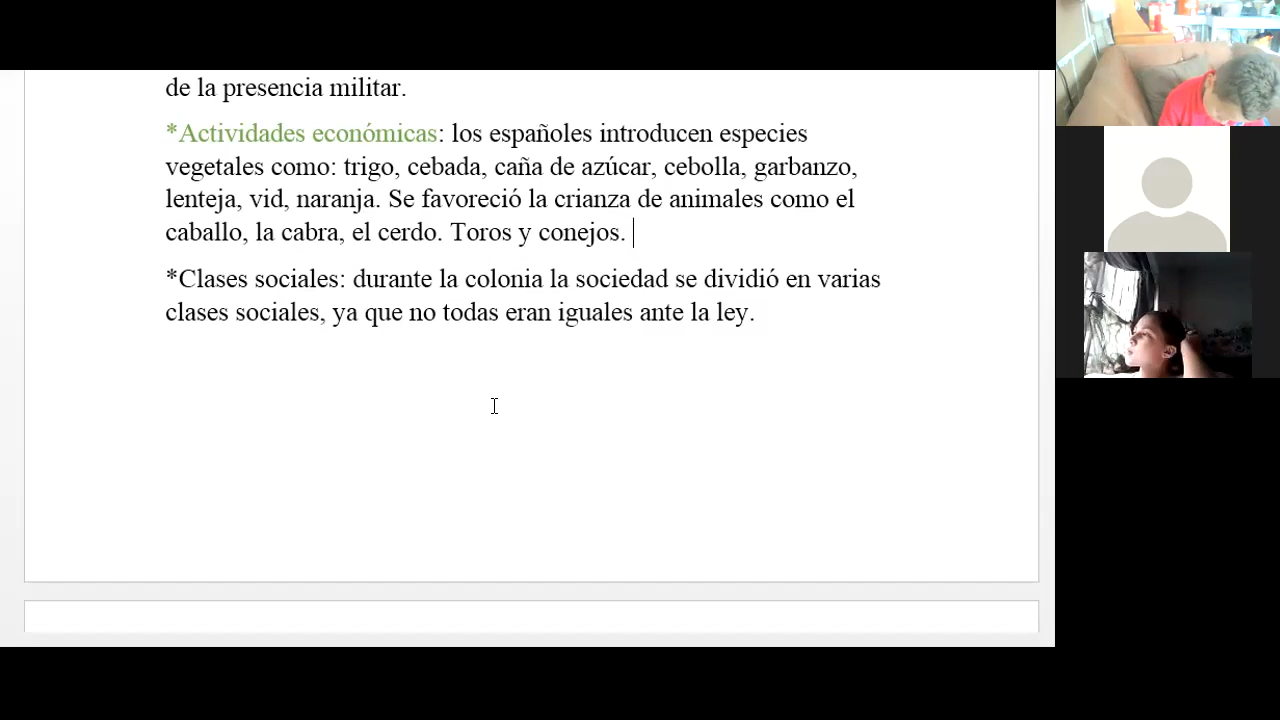 de la presencia militar.
*Actividades económicas: los españoles introducen especies
vegetales como: trigo, cebada, caña de azúcar, cebolla, garbanzo,
lenteja, vid, naranja. Se favoreció la crianza de animales como el
caballo, la cabra, el cerdo. Toros y conejos.
*Clases sociales: durante la colonia la sociedad se dividió en varias
clases sociales, ya que no todas eran iguales ante la ley.